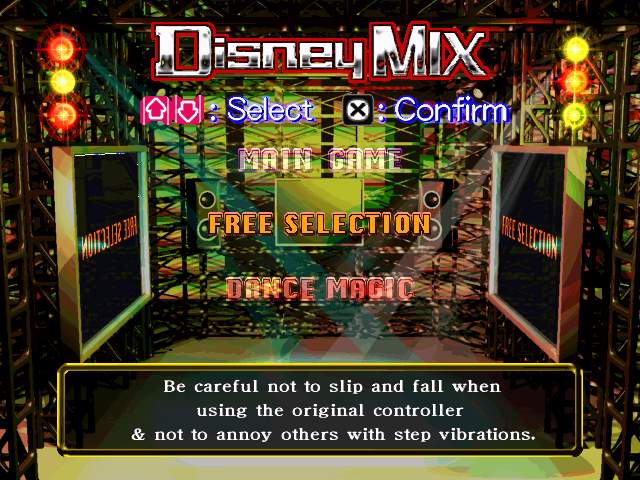 Disney MIX
: Select : Confirm
MAIN GAME
FREE SELECTION
FREE SELECTION
FREE SELECTION
DANCE MAGIC
Be careful not to slip and fall when
using the original controller
& not to annoy others with step vibrations.